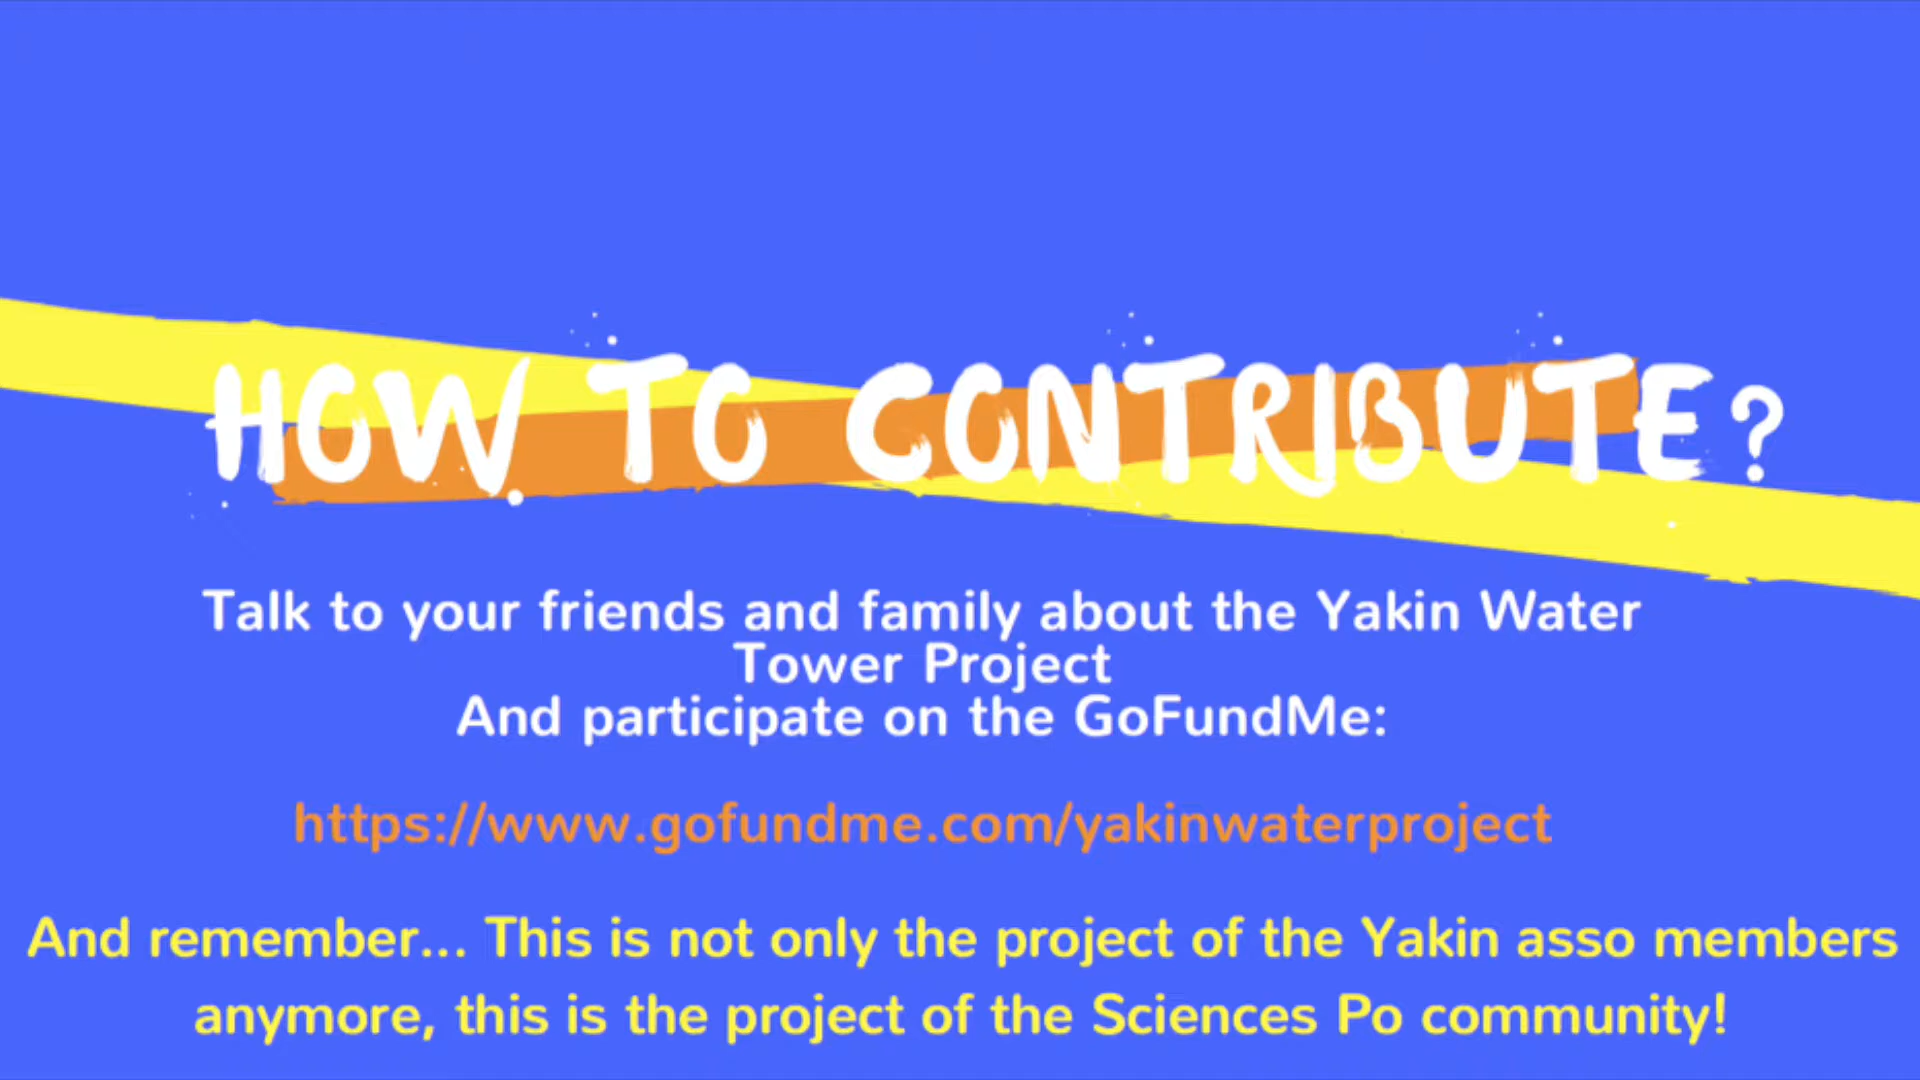 HOW TO CONTRIBUTE?
Talk to your friends and family about the Yakin Water
Tower Project
And participate on the GoFundMe:
https://www.gofundme.com/yakinwaterproject
And remember... This is not only the project of the Yakin asso members
anymore, this is the project of the Sciences Po community!